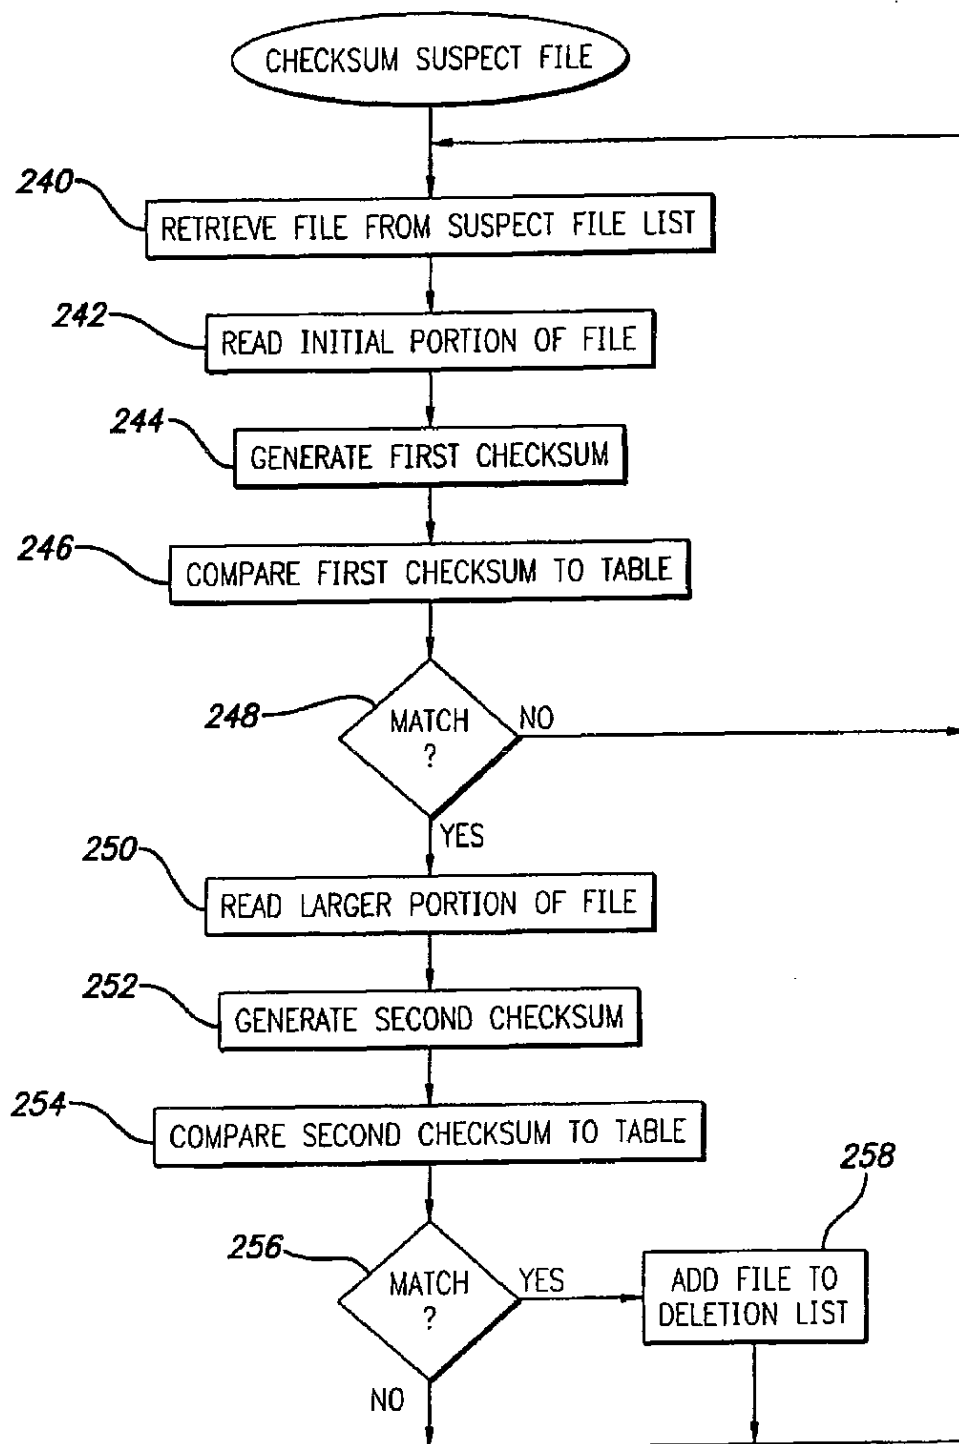 CHECKSUM SUSPECT FILE
240
RETRIEVE FILE FROM SUSPECT FILE LIST
242
READ INITIAL PORTION OF FILE
244
GENERATE FIRST CHECKSUM
246
COMPARE FIRST CHECKSUM TO TABLE
248
MATCH
?
NO
YES
250
READ LARGER PORTION OF FILE
252
GENERATE SECOND CHECKSUM
254
COMPARE SECOND CHECKSUM TO TABLE
256
MATCH
?
YES
258
ADD FILE TO
DELETION LIST
NO